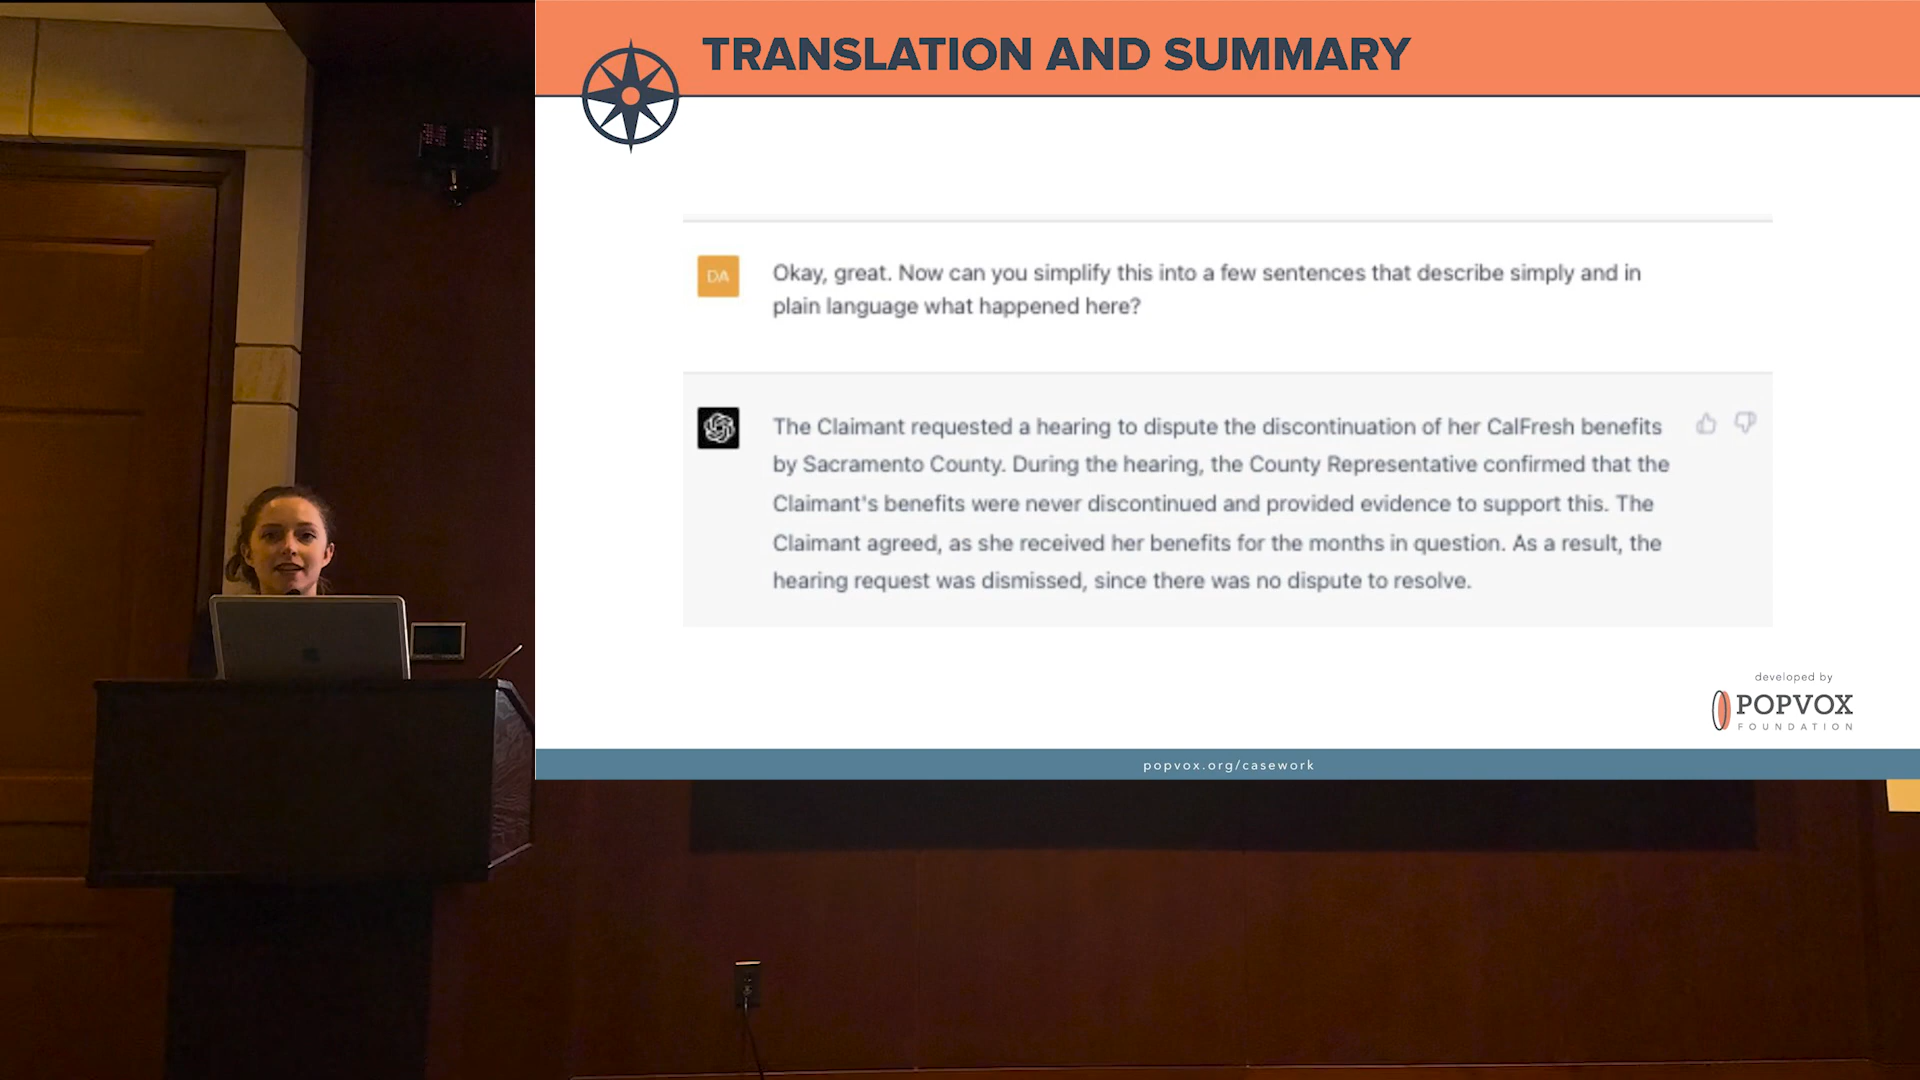 TRANSLATION AND SUMMARY
DA
Okay, great. Now can you simplify this into a few sentences that describe simply and in
plain language what happened here?
The Claimant requested a hearing to dispute the discontinuation of her CalFresh benefits
by Sacramento County. During the hearing, the County Representative confirmed that the
Claimant's benefits were never discontinued and provided evidence to support this. The
Claimant agreed, as she received her benefits for the months in question. As a result, the
hearing request was dismissed, since there was no dispute to resolve.
developed by
POPVOX
FOUNDATION
popvox.org/casework